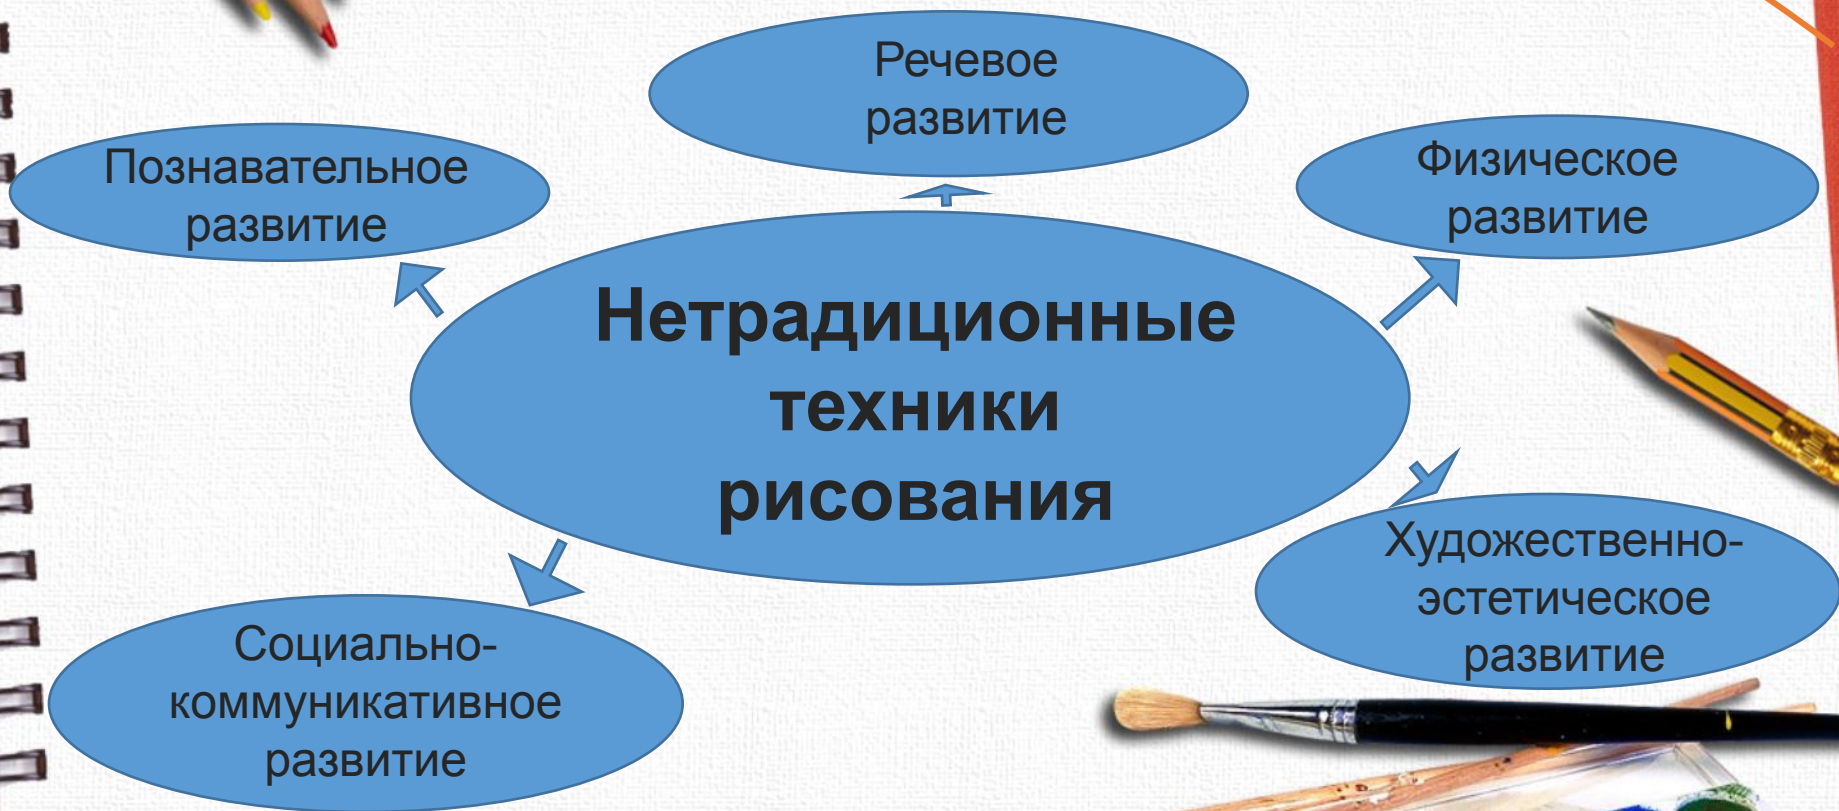 Речевое
развитие
Познавательное
развитие
Физическое
развитие
Нетрадиционные
техники
рисования
Художественно-
эстетическое
развитие
Социально-
коммуникативное
развитие